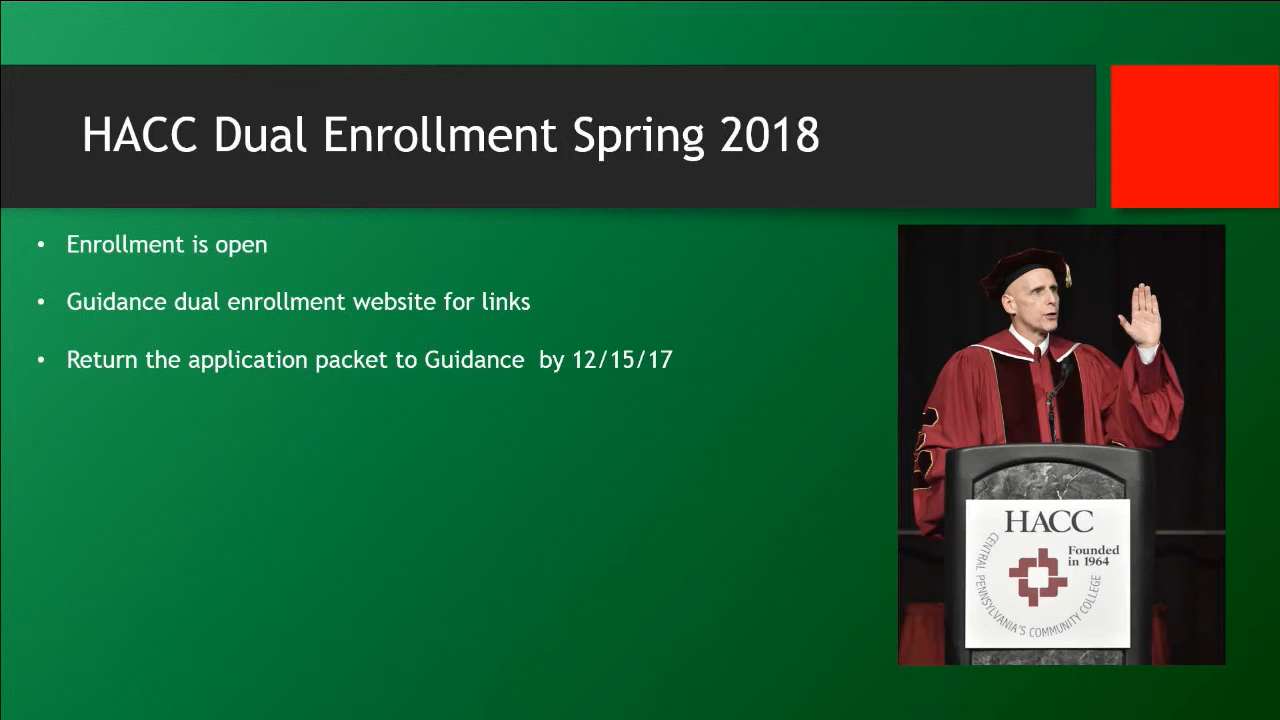 HACC Dual Enrollment Spring 2018
• Enrollment is open
• Guidance dual enrollment website for links
• Return the application packet to Guidance by 12/15/17
HACC
Founded
in 1964
CENTRAL PENNSYLVANIA'S COMMUNITY COLLEGE